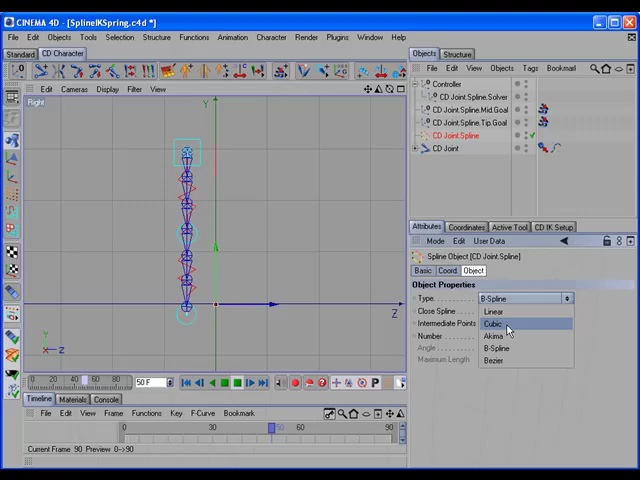 CINEMA 4D - [SplineIKSpring.c4d *]
File Edit Objects Tools Selection Structure Functions Animation Character MoGraph Render Plugins Window Help
Standard CD Character
Edit Cameras Display Filter View
Right
Y
Z
Y
Z
Objects Structure
File Edit View Objects Tags Bookmark
Controller
CD Joint.Spline.Solver
CD Joint.Spline.Mid.Goal
CD Joint.Spline.Tip.Goal
CD Joint.Spline
CD Joint
Attributes Coordinates Active Tool CD IK Setup
Mode Edit User Data
Spline Object [CD Joint.Spline]
Basic Coord. Object
Object Properties
Type B-Spline
Close Spline Linear
Intermediate Points Cubic
Number Akima
Angle B-Spline
Maximum Length Bezier
0 10 20 30 40 50 60 70 80 90
50 F
P
Timeline Materials Console
File Edit View Frame Functions Key F-Curve Bookmark
0 30 60 90
Current Frame 90 Preview 0->90